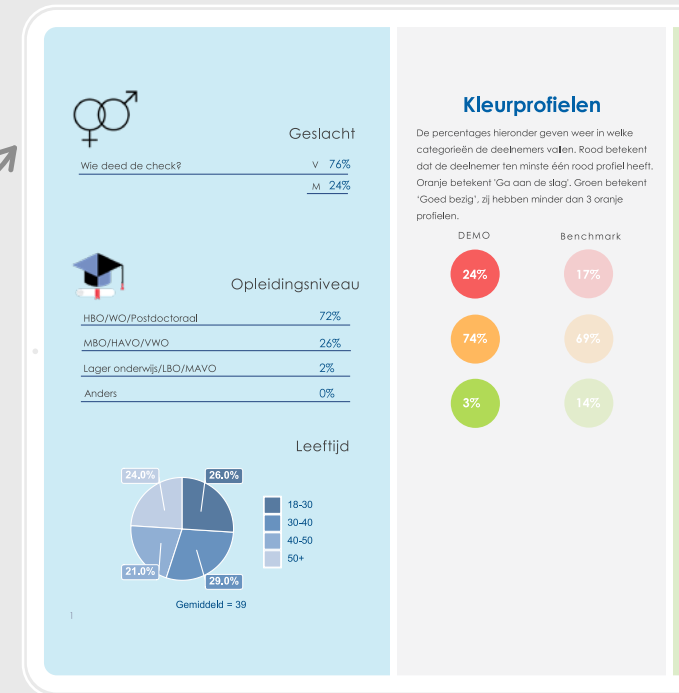 Geslacht
Wie deed de check?
V 76%
M 24%
Opleidingsniveau
HBO/WO/Postdoctoraal 72%
MBO/HAVO/VWO 26%
Lager onderwijs/LBO/MAVO 2%
Anders 0%
Leeftijd
24.0% 26.0%
21.0% 29.0%
18-30
30-40
40-50
50+
Gemiddeld = 39
1
Kleurprofielen
De percentages hieronder geven weer in welke
categorieën de deelnemers vallen. Rood betekent
dat de deelnemer ten minste één rood profiel heeft.
Oranje betekent 'Ga aan de slag'. Groen betekent
'Goed bezig', zij hebben minder dan 3 oranje
profielen.
DEMO Benchmark
24% 17%
74% 69%
3% 14%